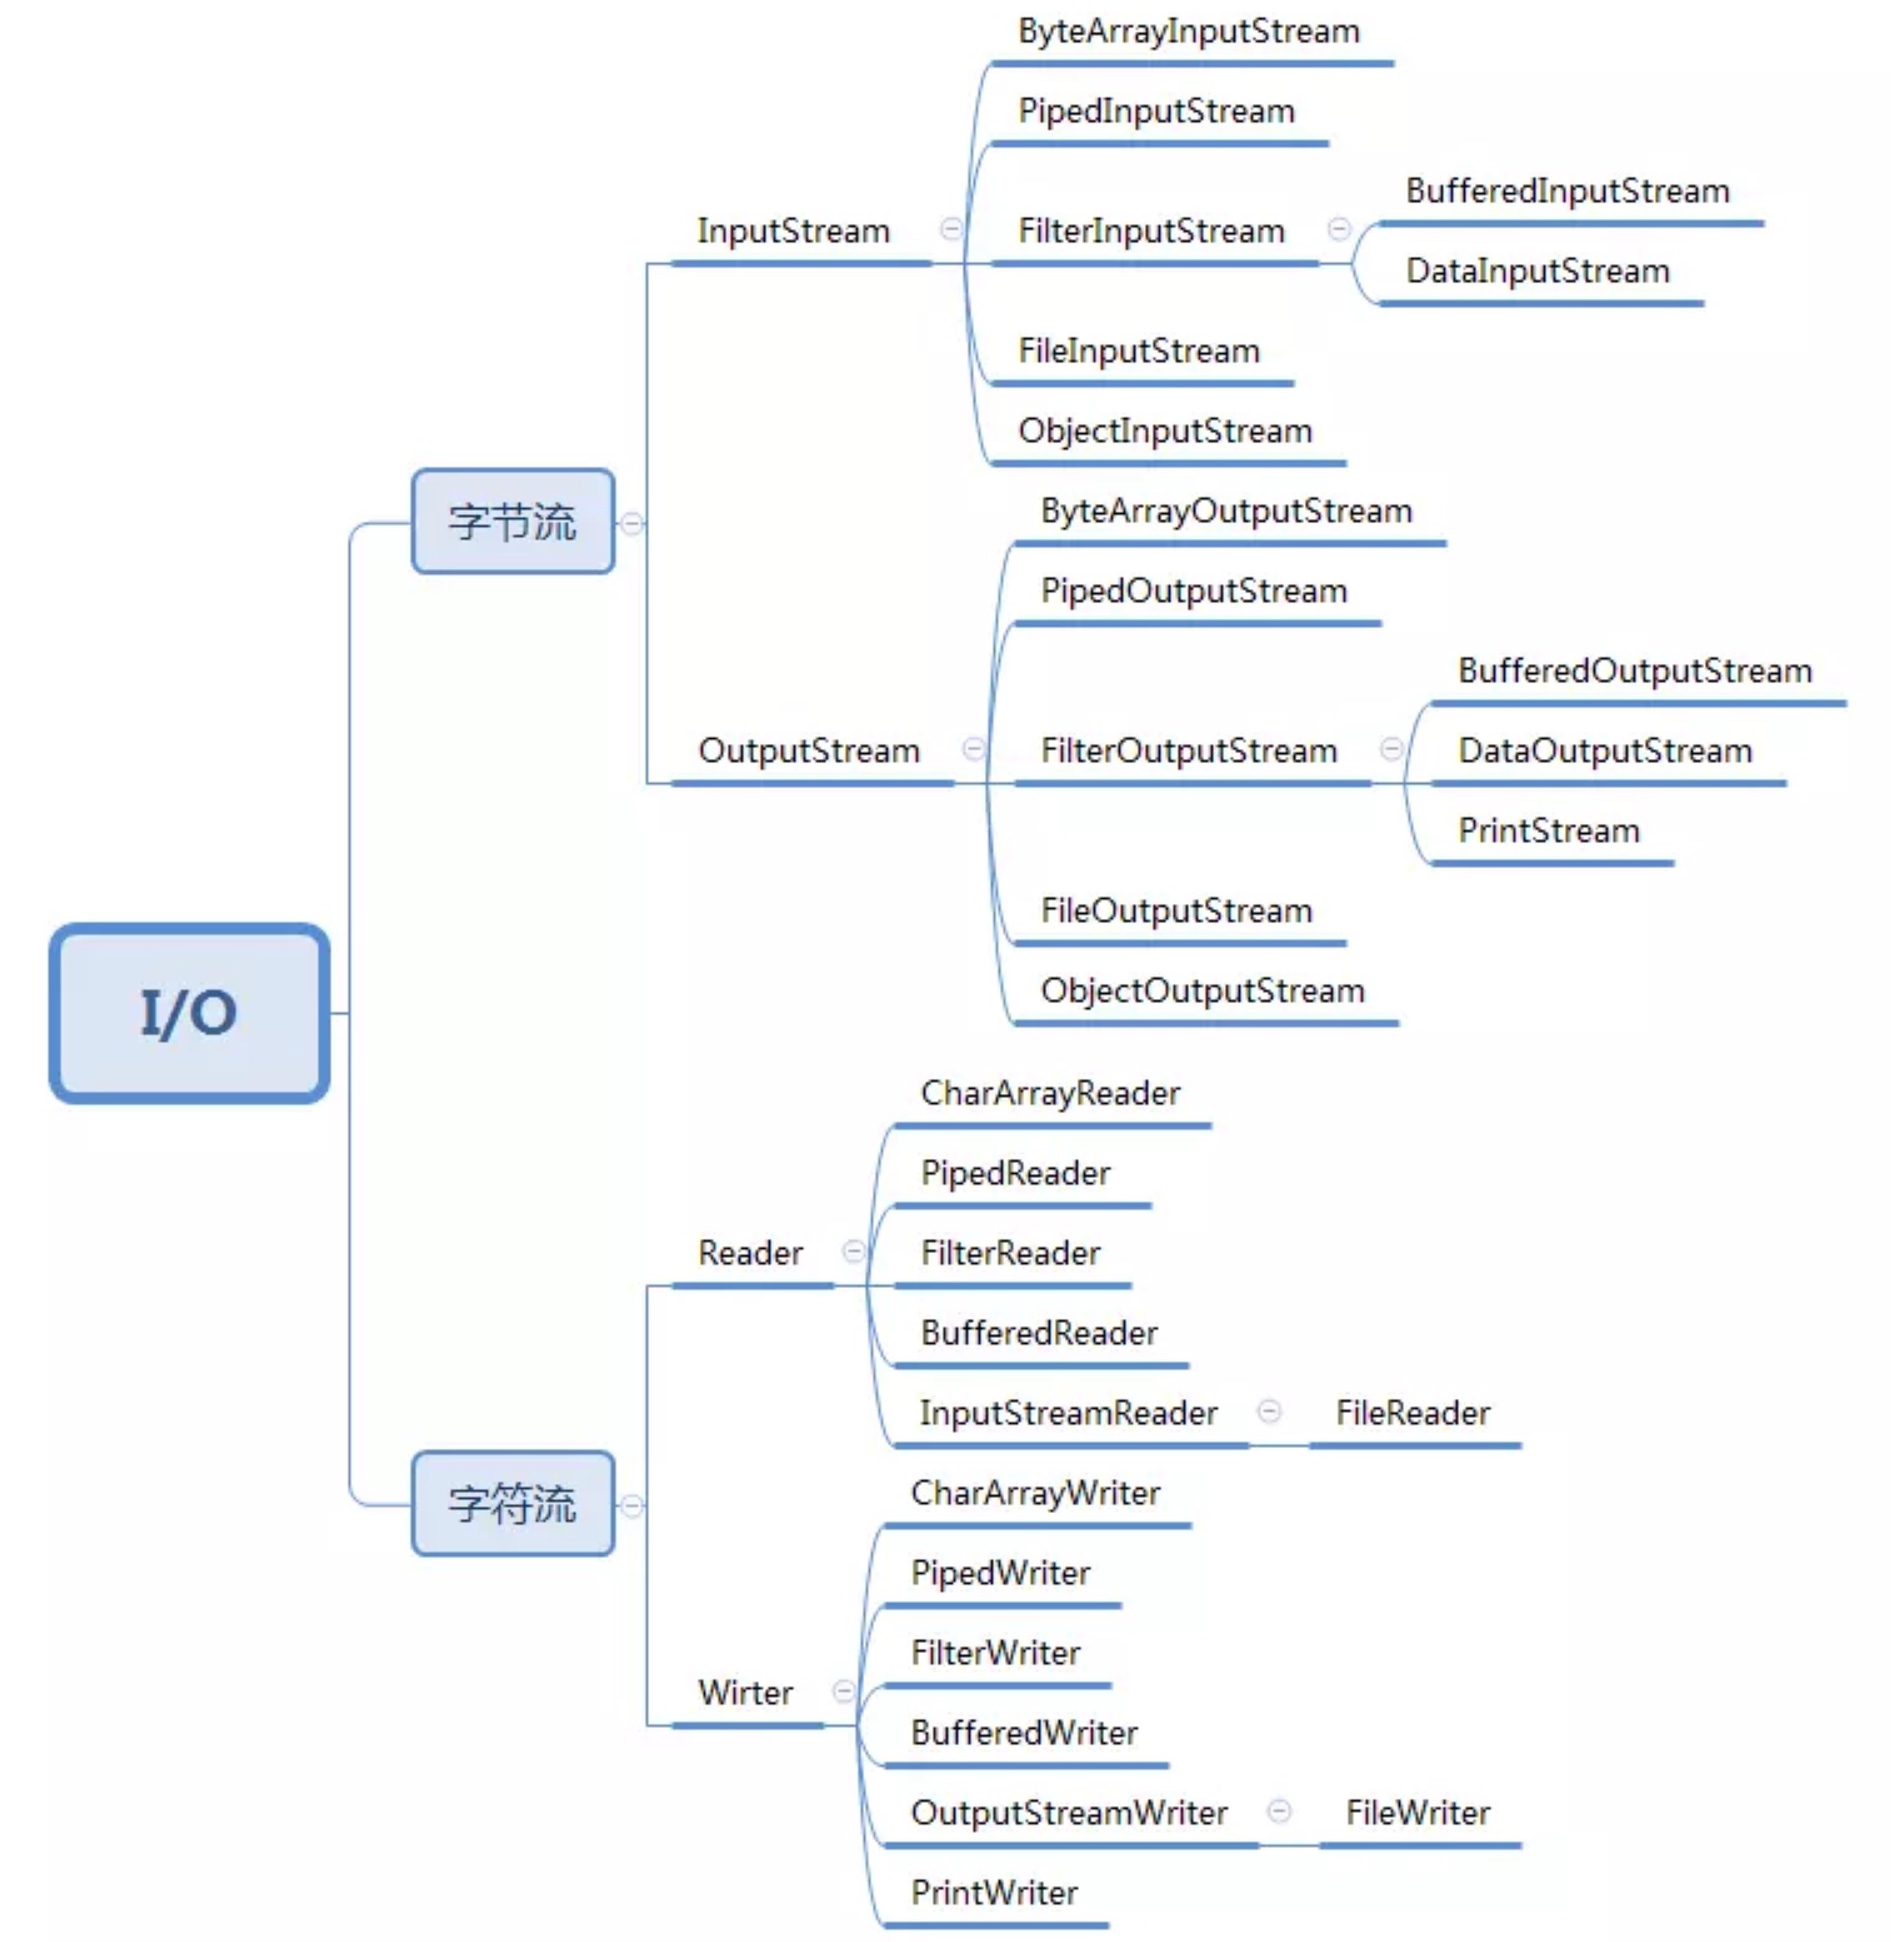 I/O
字节流
InputStream
ByteArrayInputStream
PipedInputStream
FilterInputStream
BufferedInputStream
DataInputStream
FileInputStream
ObjectInputStream
OutputStream
ByteArrayOutputStream
PipedOutputStream
FilterOutputStream
BufferedOutputStream
DataOutputStream
PrintStream
FileOutputStream
ObjectOutputStream
字符流
Reader
CharArrayReader
PipedReader
FilterReader
BufferedReader
InputStreamReader
FileReader
Wirter
CharArrayWriter
PipedWriter
FilterWriter
BufferedWriter
OutputStreamWriter
FileWriter
PrintWriter